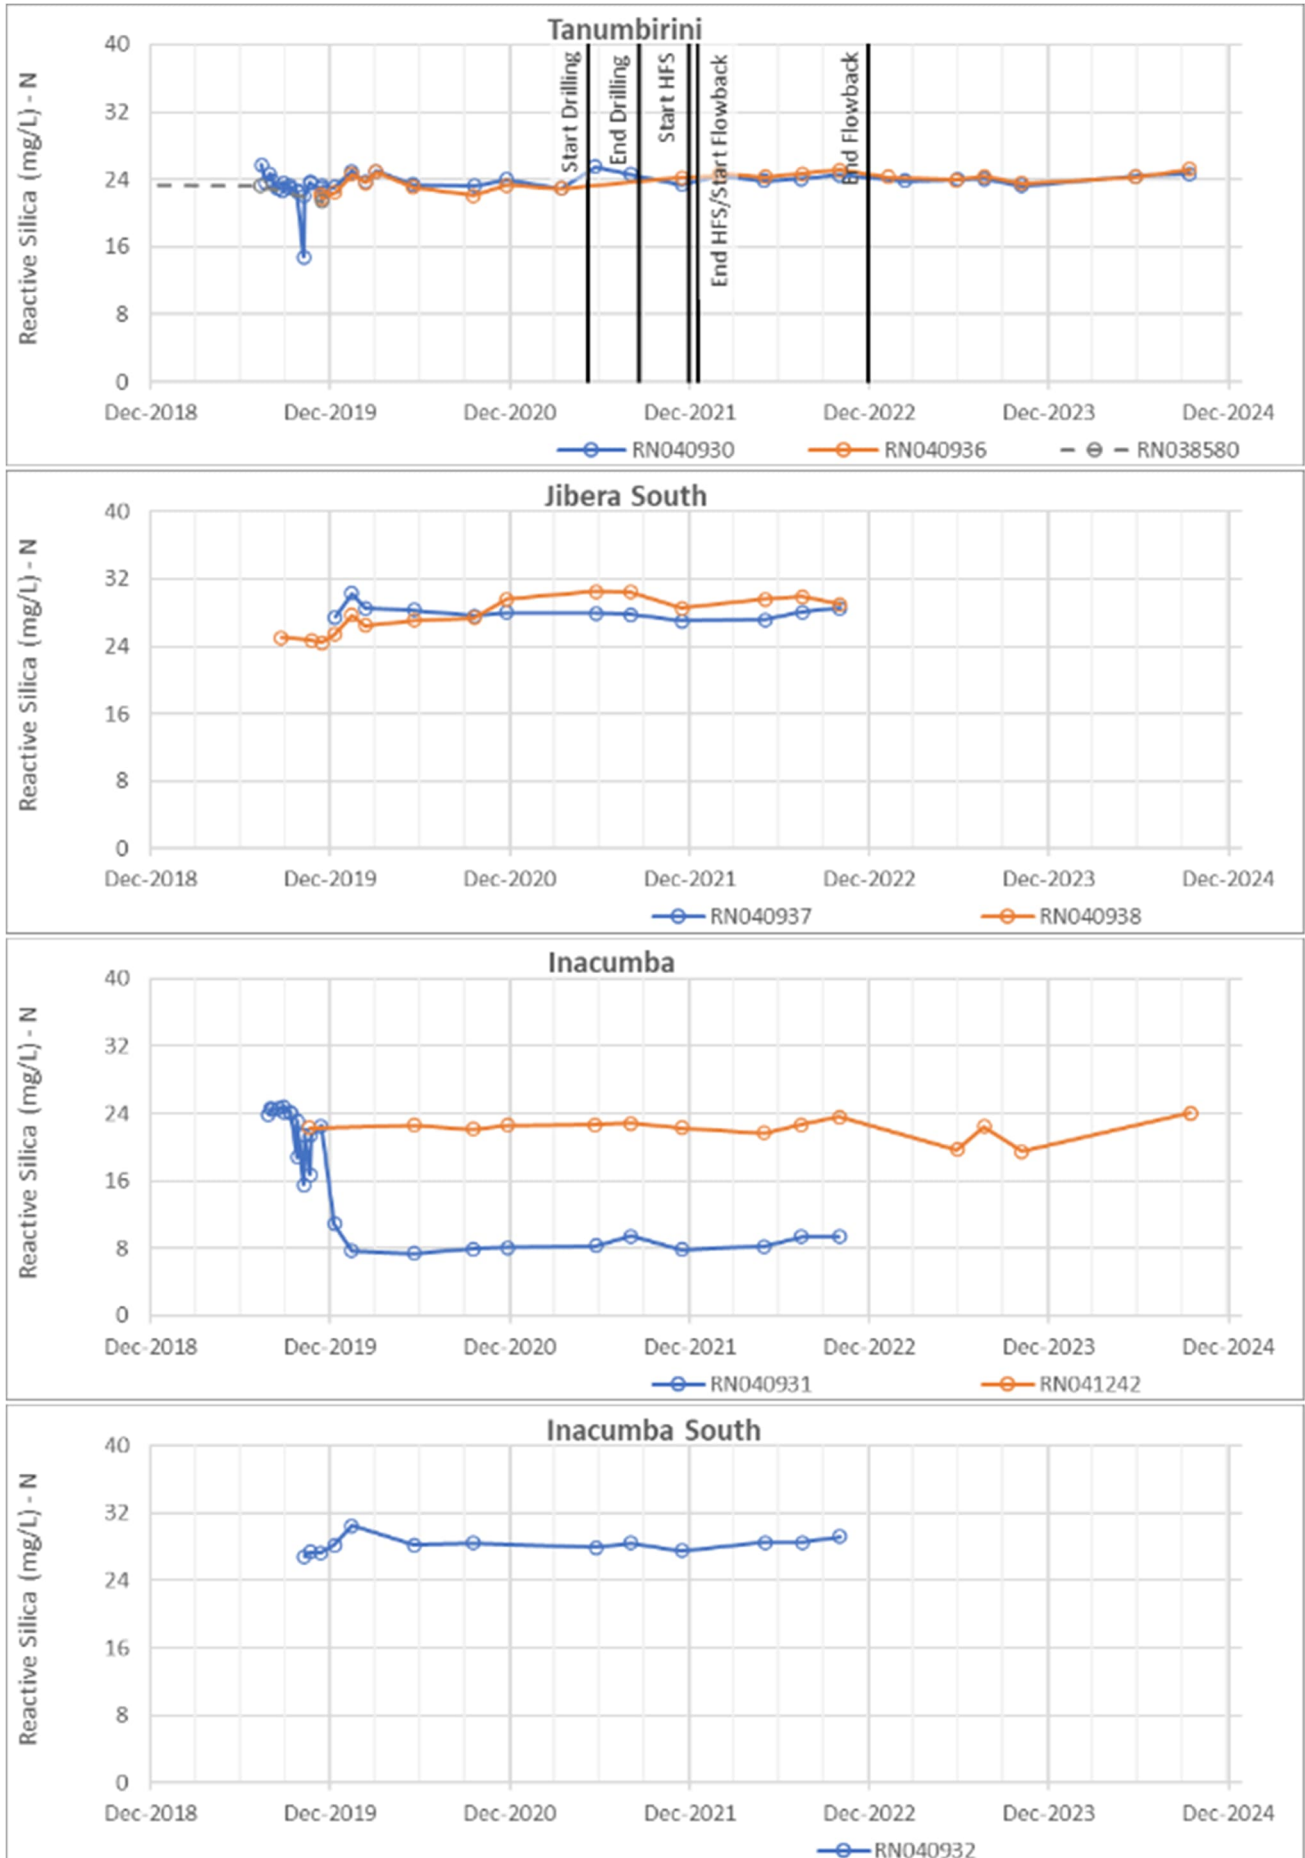 Tanumbirini
Reactive Silica (mg/L) - N
40
32
24
16
8
0
Start Drilling
End Drilling
Start HFS
End HFS/Start Flowback
End Flowback
Dec-2018 Dec-2019 Dec-2020 Dec-2021 Dec-2022 Dec-2023 Dec-2024
RN040930 RN040936 RN038580
Jibera South
Reactive Silica (mg/L) - N
40
32
24
16
8
0
Dec-2018 Dec-2019 Dec-2020 Dec-2021 Dec-2022 Dec-2023 Dec-2024
RN040937 RN040938
Inacumba
Reactive Silica (mg/L) - N
40
32
24
16
8
0
Dec-2018 Dec-2019 Dec-2020 Dec-2021 Dec-2022 Dec-2023 Dec-2024
RN040931 RN041242
Inacumba South
Reactive Silica (mg/L) - N
40
32
24
16
8
0
Dec-2018 Dec-2019 Dec-2020 Dec-2021 Dec-2022 Dec-2023 Dec-2024
RN040932